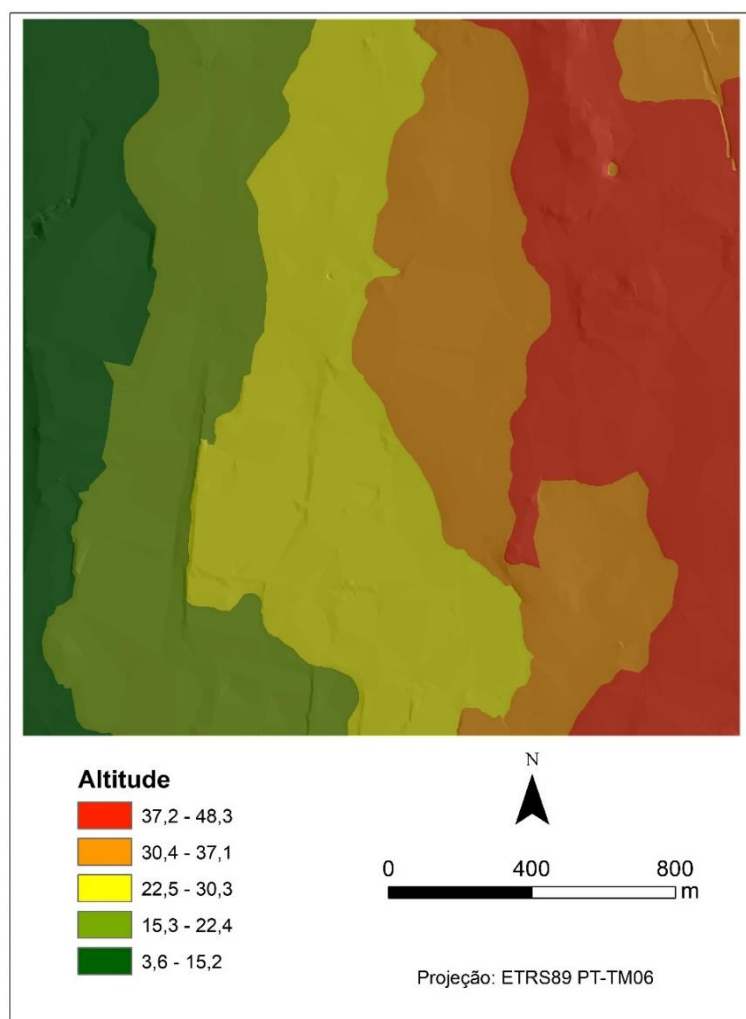 Altitude
37,2 - 48,3
30,4 - 37,1
22,5 - 30,3
15,3 - 22,4
3,6 - 15,2
N
0 400 800
m
Projeção: ETRS89 PT-TM06